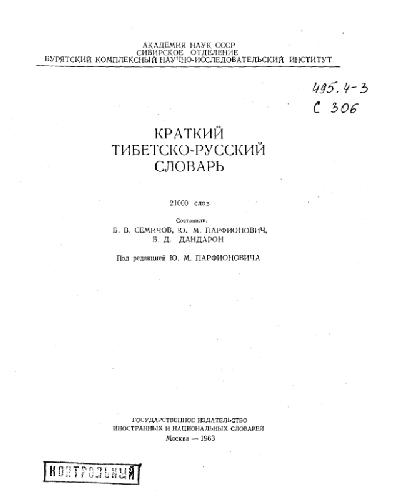 АКАДЕМИЯ НАУК СССР
СИБИРСКОЕ ОТДЕЛЕНИЕ
БУРЯТСКИЙ КОМПЛЕКСНЫЙ НАУЧНО-ИССЛЕДОВАТЕЛЬСКИЙ ИНСТИТУТ
495.4-3
С 306
КРАТКИЙ
ТИБЕТСКО-РУССКИЙ
СЛОВАРЬ
21000 слов
Составители:
Б. В. СЕМИЧОВ, Ю. М. ПАРФИОНОВИЧ,
Б. Д. ДАНДАРОН
Под редакцией Ю. М. ПАРФИОНОВИЧА
ГОСУДАРСТВЕННОЕ ИЗДАТЕЛЬСТВО
ИНОСТРАННЫХ И НАЦИОНАЛЬНЫХ СЛОВАРЕЙ
Москва — 1963
КОНТРОЛЬНЫЙ